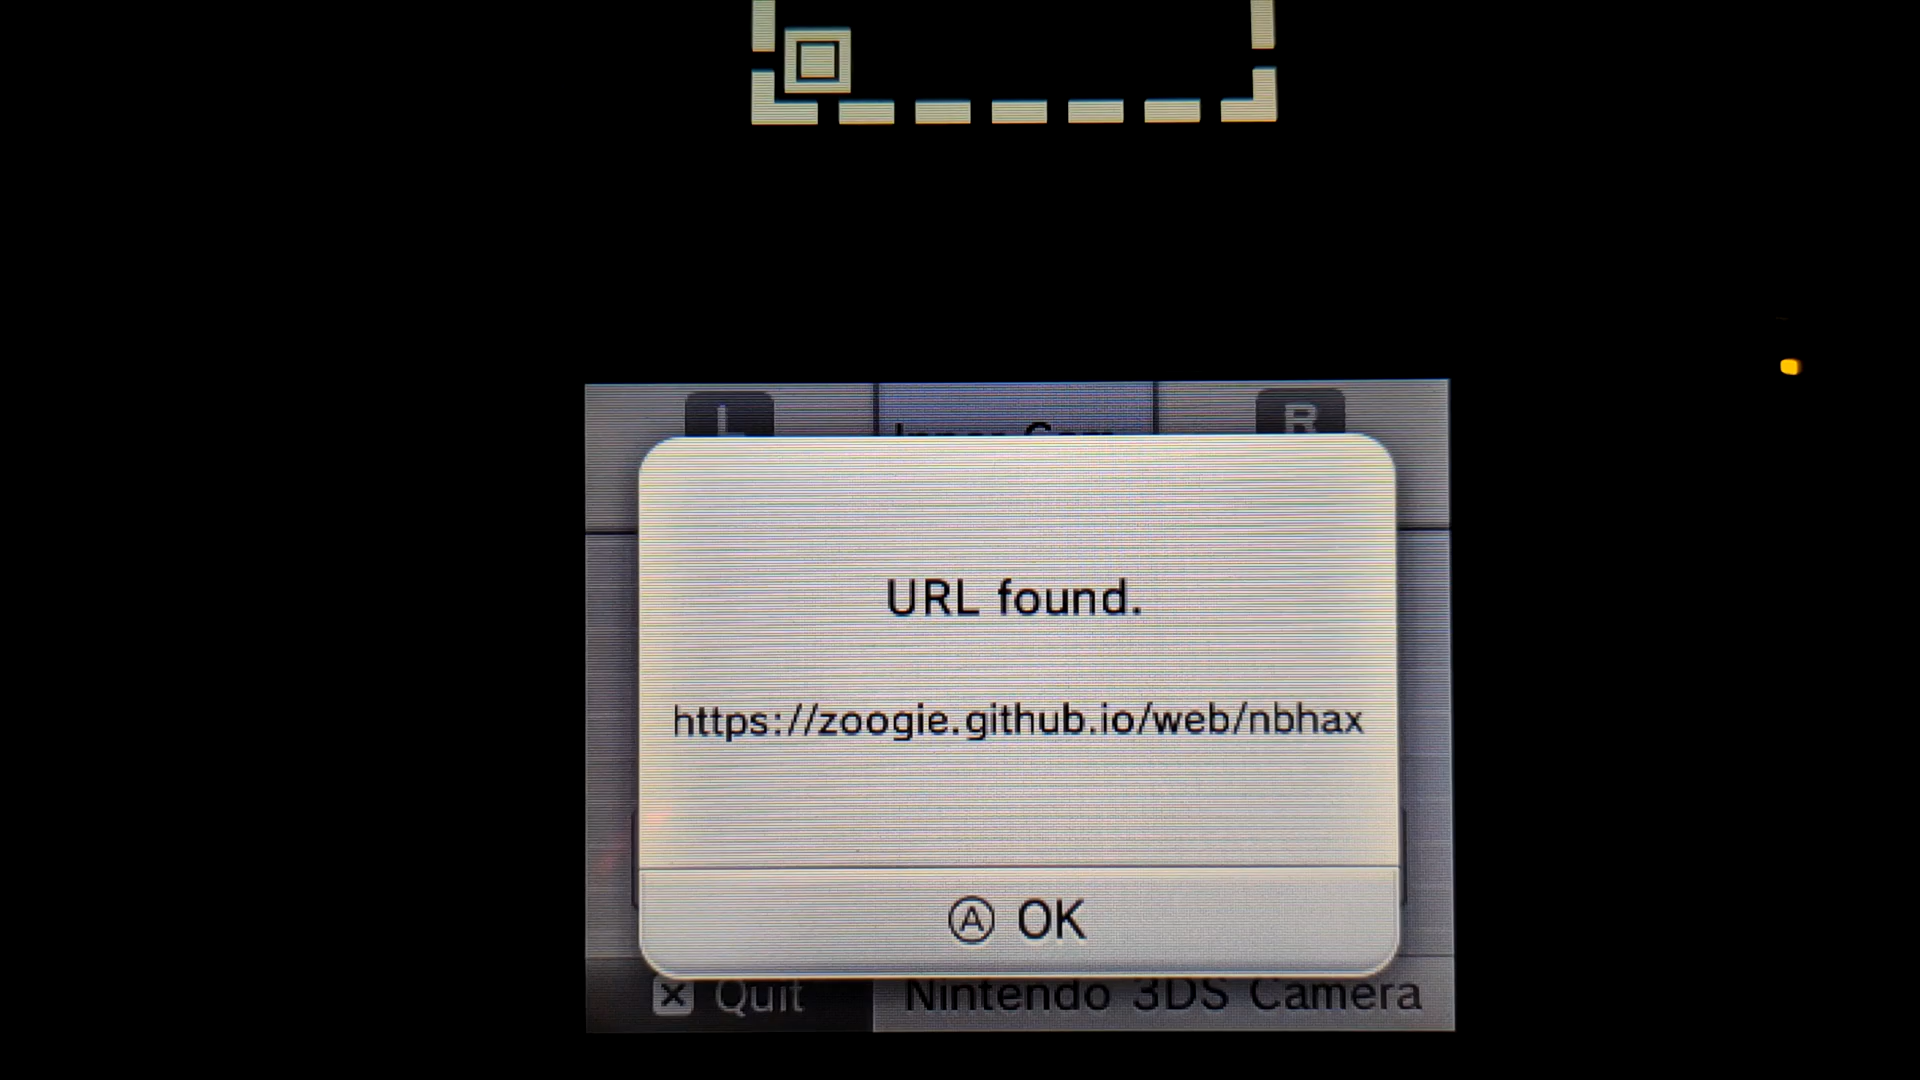 L
R
URL found.
https://zoogie.github.io/web/nbhax
Ⓐ OK
Quit
Nintendo 3DS Camera